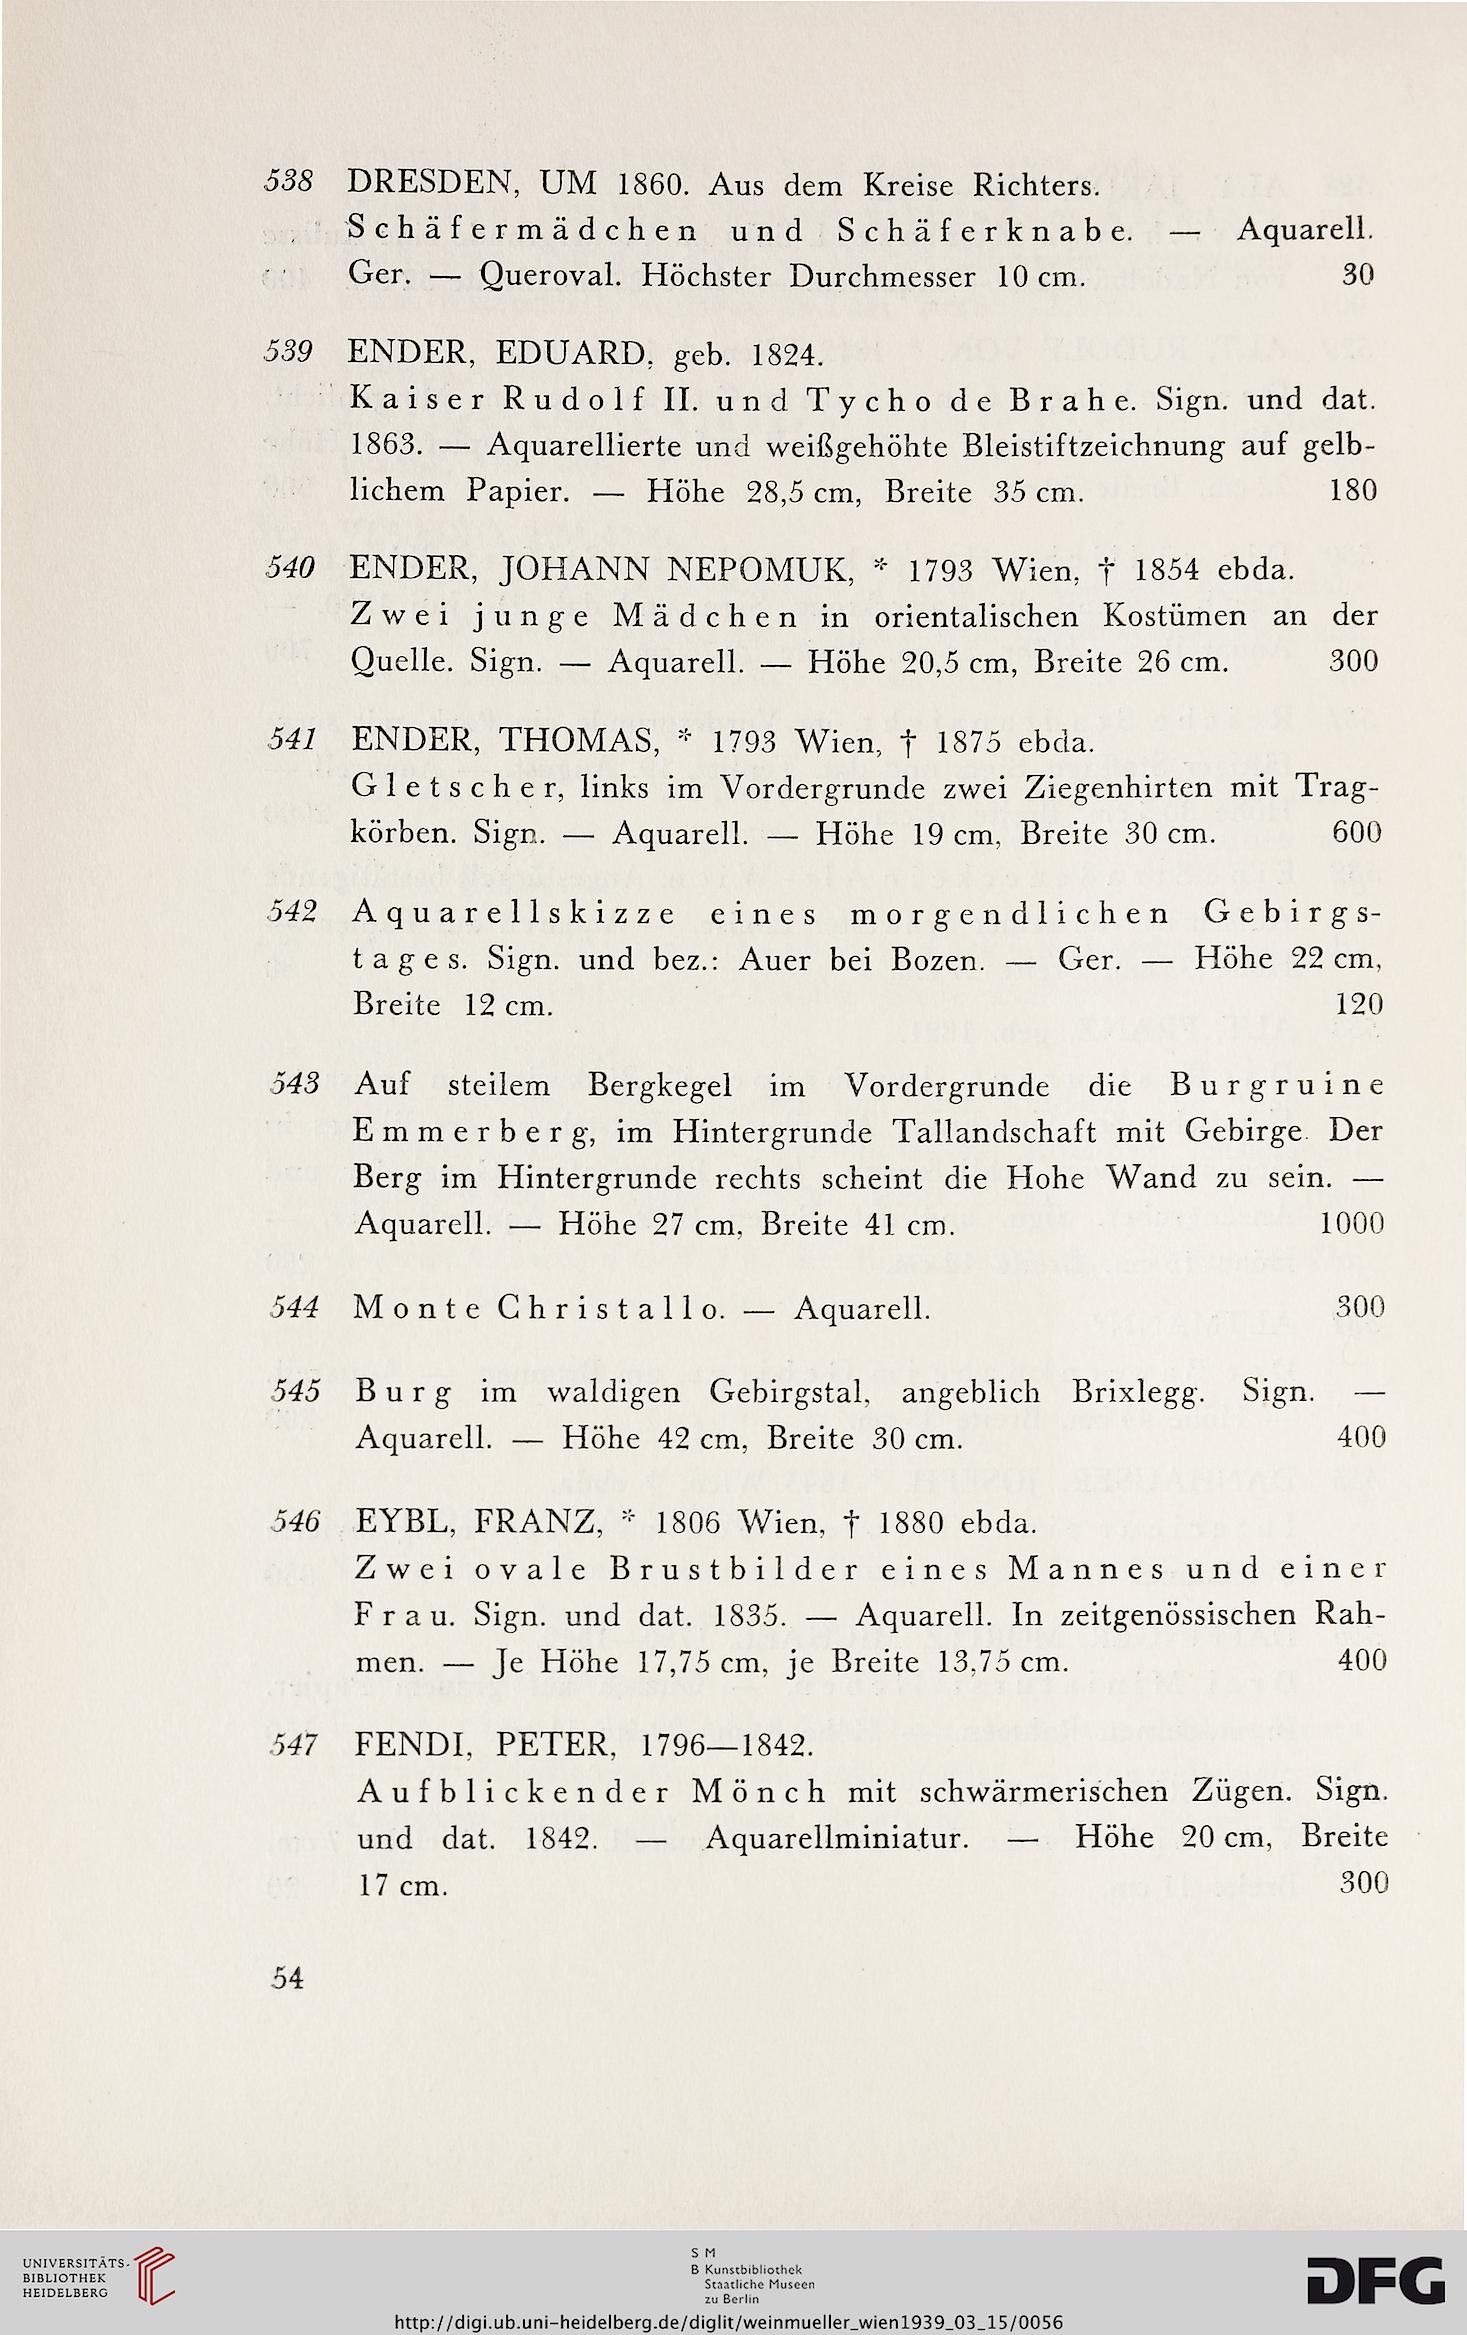 538 DRESDEN, UM 1860. Aus dem Kreise Richters.
Schäfermädchen und Schäferknabe. — Aquarell.
Ger. — Queroval. Höchster Durchmesser 10 cm. 30
539 ENDER, EDUARD, geb. 1824.
Kaiser Rudolf II. und Tycho de Brahe. Sign. und dat.
1863. — Aquarellierte und weißgehöhte Bleistiftzeichnung auf gelb-
lichem Papier. — Höhe 28,5 cm, Breite 35 cm. 180
540 ENDER, JOHANN NEPOMUK, * 1793 Wien, † 1854 ebda.
Zwei junge Mädchen in orientalischen Kostümen an der
Quelle. Sign. — Aquarell. — Höhe 20,5 cm, Breite 26 cm. 300
541 ENDER, THOMAS, * 1793 Wien, † 1875 ebda.
Gletscher, links im Vordergrunde zwei Ziegenhirten mit Trag-
körben. Sign. — Aquarell. — Höhe 19 cm, Breite 30 cm. 600
542 Aquarellskizze eines morgendlichen Gebirgs-
tages. Sign. und bez.: Auer bei Bozen. — Ger. — Höhe 22 cm,
Breite 12 cm. 120
543 Auf steilem Bergkegel im Vordergrunde die Burgruine
Emmerberg, im Hintergrunde Tallandschaft mit Gebirge. Der
Berg im Hintergrunde rechts scheint die Hohe Wand zu sein. —
Aquarell. — Höhe 27 cm, Breite 41 cm. 1000
544 Monte Christallo. — Aquarell. 300
545 Burg im waldigen Gebirgstal, angeblich Brixlegg. Sign. —
Aquarell. — Höhe 42 cm, Breite 30 cm. 400
546 EYBL, FRANZ, * 1806 Wien, † 1880 ebda.
Zwei ovale Brustbilder eines Mannes und einer
Frau. Sign. und dat. 1835. — Aquarell. In zeitgenössischen Rah-
men. — Je Höhe 17,75 cm, je Breite 13,75 cm. 400
547 FENDI, PETER, 1796—1842.
Aufblickender Mönch mit schwärmerischen Zügen. Sign.
und dat. 1842. — Aquarellminiatur. — Höhe 20 cm, Breite
17 cm. 300
54
UNIVERSITÄTS-
BIBLIOTHEK
HEIDELBERG
S M
B Kunstbibliothek
Staatliche Museen
zu Berlin
DFG
http://digi.ub.uni-heidelberg.de/diglit/weinmueller_wien1939_03_15/0056